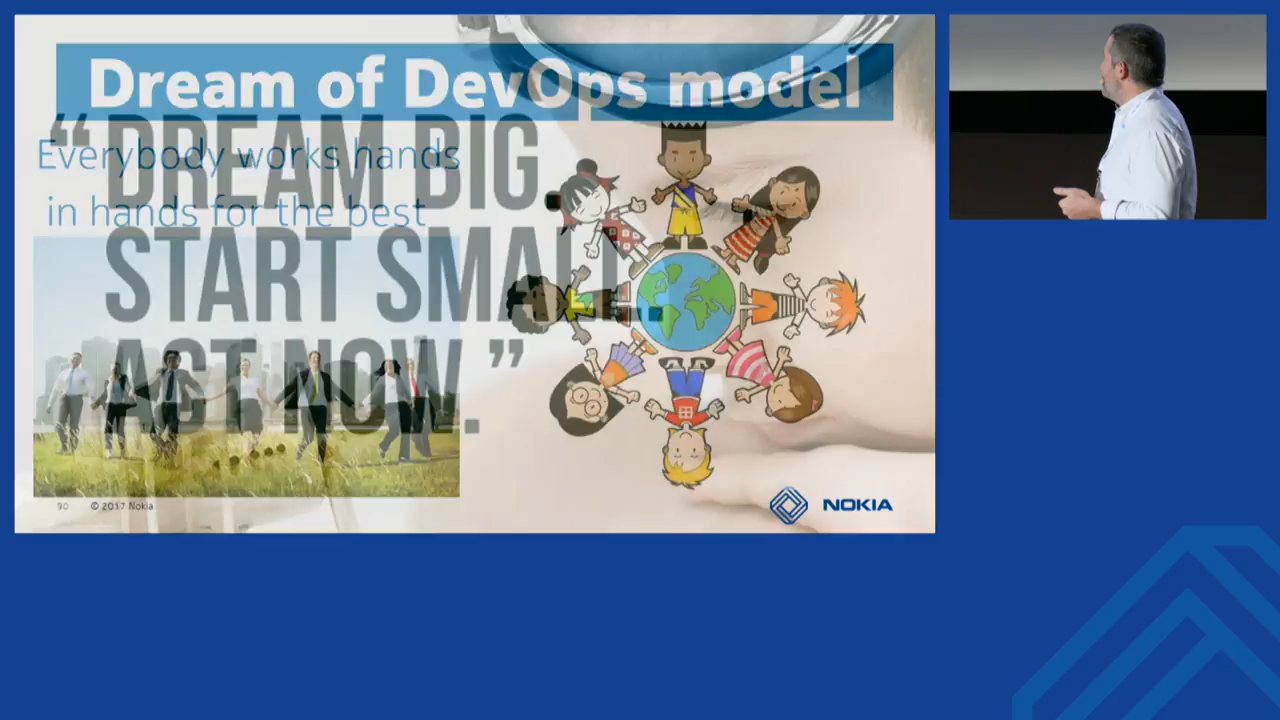 Dream of DevOps model
Everybody works hands
in hands for the best
“DREAM BIG
START SMALL.
ACT NOW.”
90 © 2017 Nokia
NOKIA